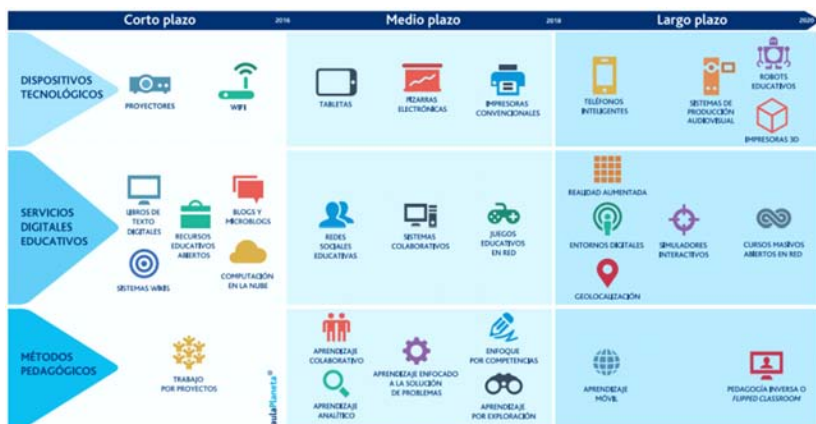 Corto plazo
2016
Medio plazo
2018
Largo plazo
2020
DISPOSITIVOS
TECNOLÓGICOS
PROYECTORES
WIFI
TABLETAS
PIZARRAS
ELECTRÓNICAS
IMPRESORAS
CONVENCIONALES
TELÉFONOS
INTELIGENTES
SISTEMAS DE
PRODUCCIÓN
AUDIOVISUAL
ROBOTS
EDUCATIVOS
IMPRESORAS 3D
SERVICIOS
DIGITALES
EDUCATIVOS
LIBROS DE
TEXTO
DIGITALES
RECURSOS
EDUCATIVOS
ABIERTOS
BLOGS Y
MICROBLOGS
SISTEMAS WIKIS
COMPUTACIÓN
EN LA NUBE
REDES
SOCIALES
EDUCATIVAS
SISTEMAS
COLABORATIVOS
JUEGOS
EDUCATIVOS
EN RED
REALIDAD AUMENTADA
ENTORNOS DIGITALES
GEOLOCALIZACIÓN
SIMULADORES
INTERACTIVOS
CURSOS MASIVOS
ABIERTOS EN RED
MÉTODOS
PEDAGÓGICOS
TRABAJO
POR PROYECTOS
aulaPlaneta
APRENDIZAJE
COLABORATIVO
APRENDIZAJE
ANALÍTICO
APRENDIZAJE ENFOCADO
A LA SOLUCIÓN
DE PROBLEMAS
ENFOQUE
POR COMPETENCIAS
APRENDIZAJE
POR EXPLORACIÓN
APRENDIZAJE
MÓVIL
PEDAGOGÍA INVERSA O
FLIPPED CLASSROOM